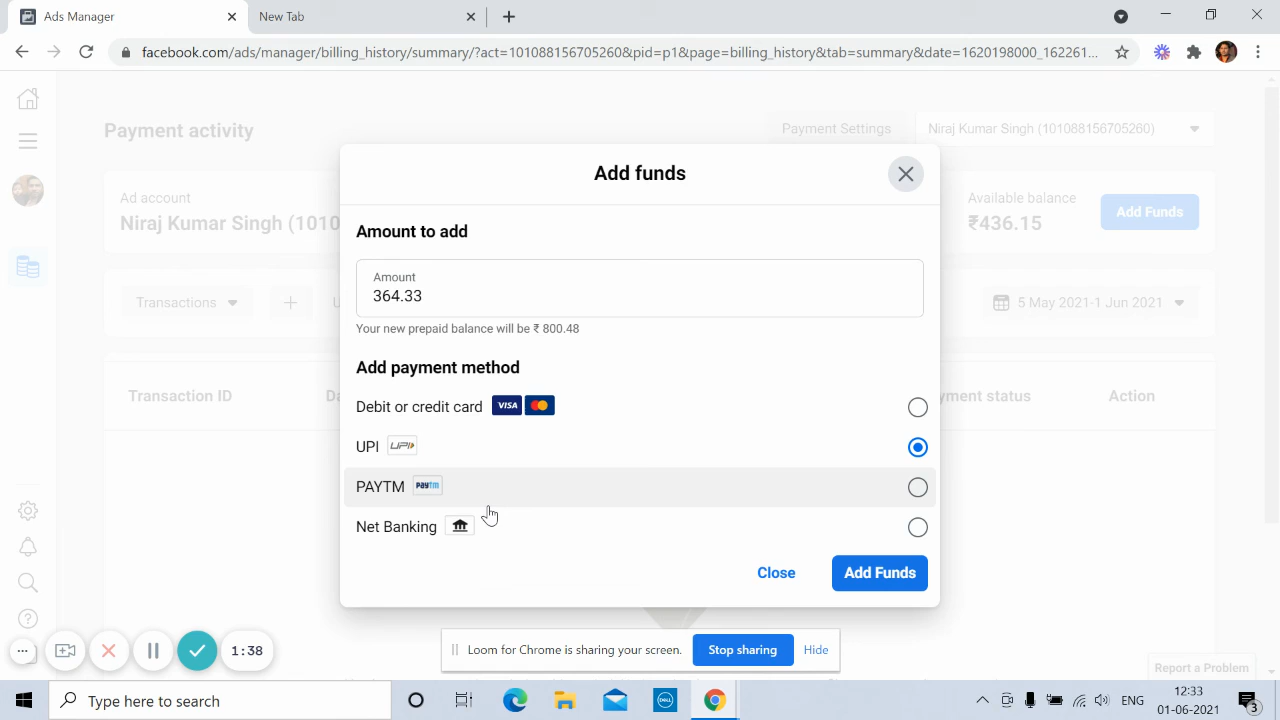 Ads Manager
New Tab
facebook.com/ads/manager/billing_history/summary/?act=101088156705260&pid=p1&page=billing_history&tab=summary&date=1620198000_162261...
Payment activity
Payment Settings
Niraj Kumar Singh (101088156705260)
Add funds
Ad account
Niraj Kumar Singh (1010
Available balance
₹436.15
Add Funds
Amount to add
Amount
364.33
Your new prepaid balance will be ₹ 800.48
Transactions
U
5 May 2021-1 Jun 2021
Add payment method
Transaction ID
Da
yment status
Action
Debit or credit card VISA
UPI UPI
PAYTM Paytm
Net Banking
Close
Add Funds
1:38
Loom for Chrome is sharing your screen.
Stop sharing
Hide
Report a Problem
Type here to search
DELL
ENG
12:33
01-06-2021
3